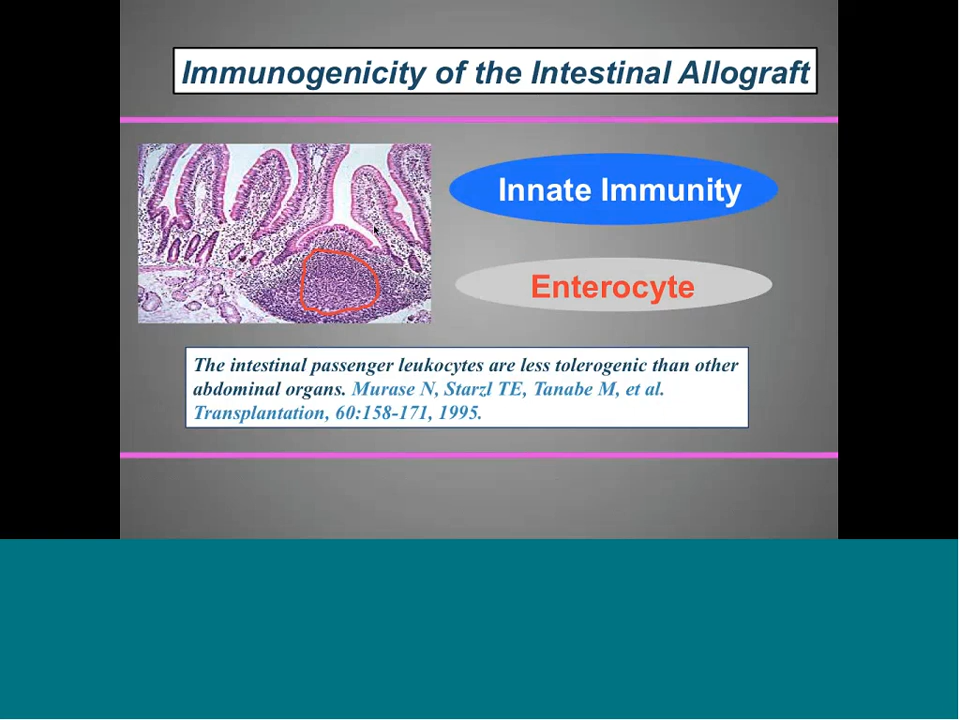 Immunogenicity of the Intestinal Allograft
Innate Immunity
Enterocyte
The intestinal passenger leukocytes are less tolerogenic than other
abdominal organs. Murase N, Starzl TE, Tanabe M, et al.
Transplantation, 60:158-171, 1995.